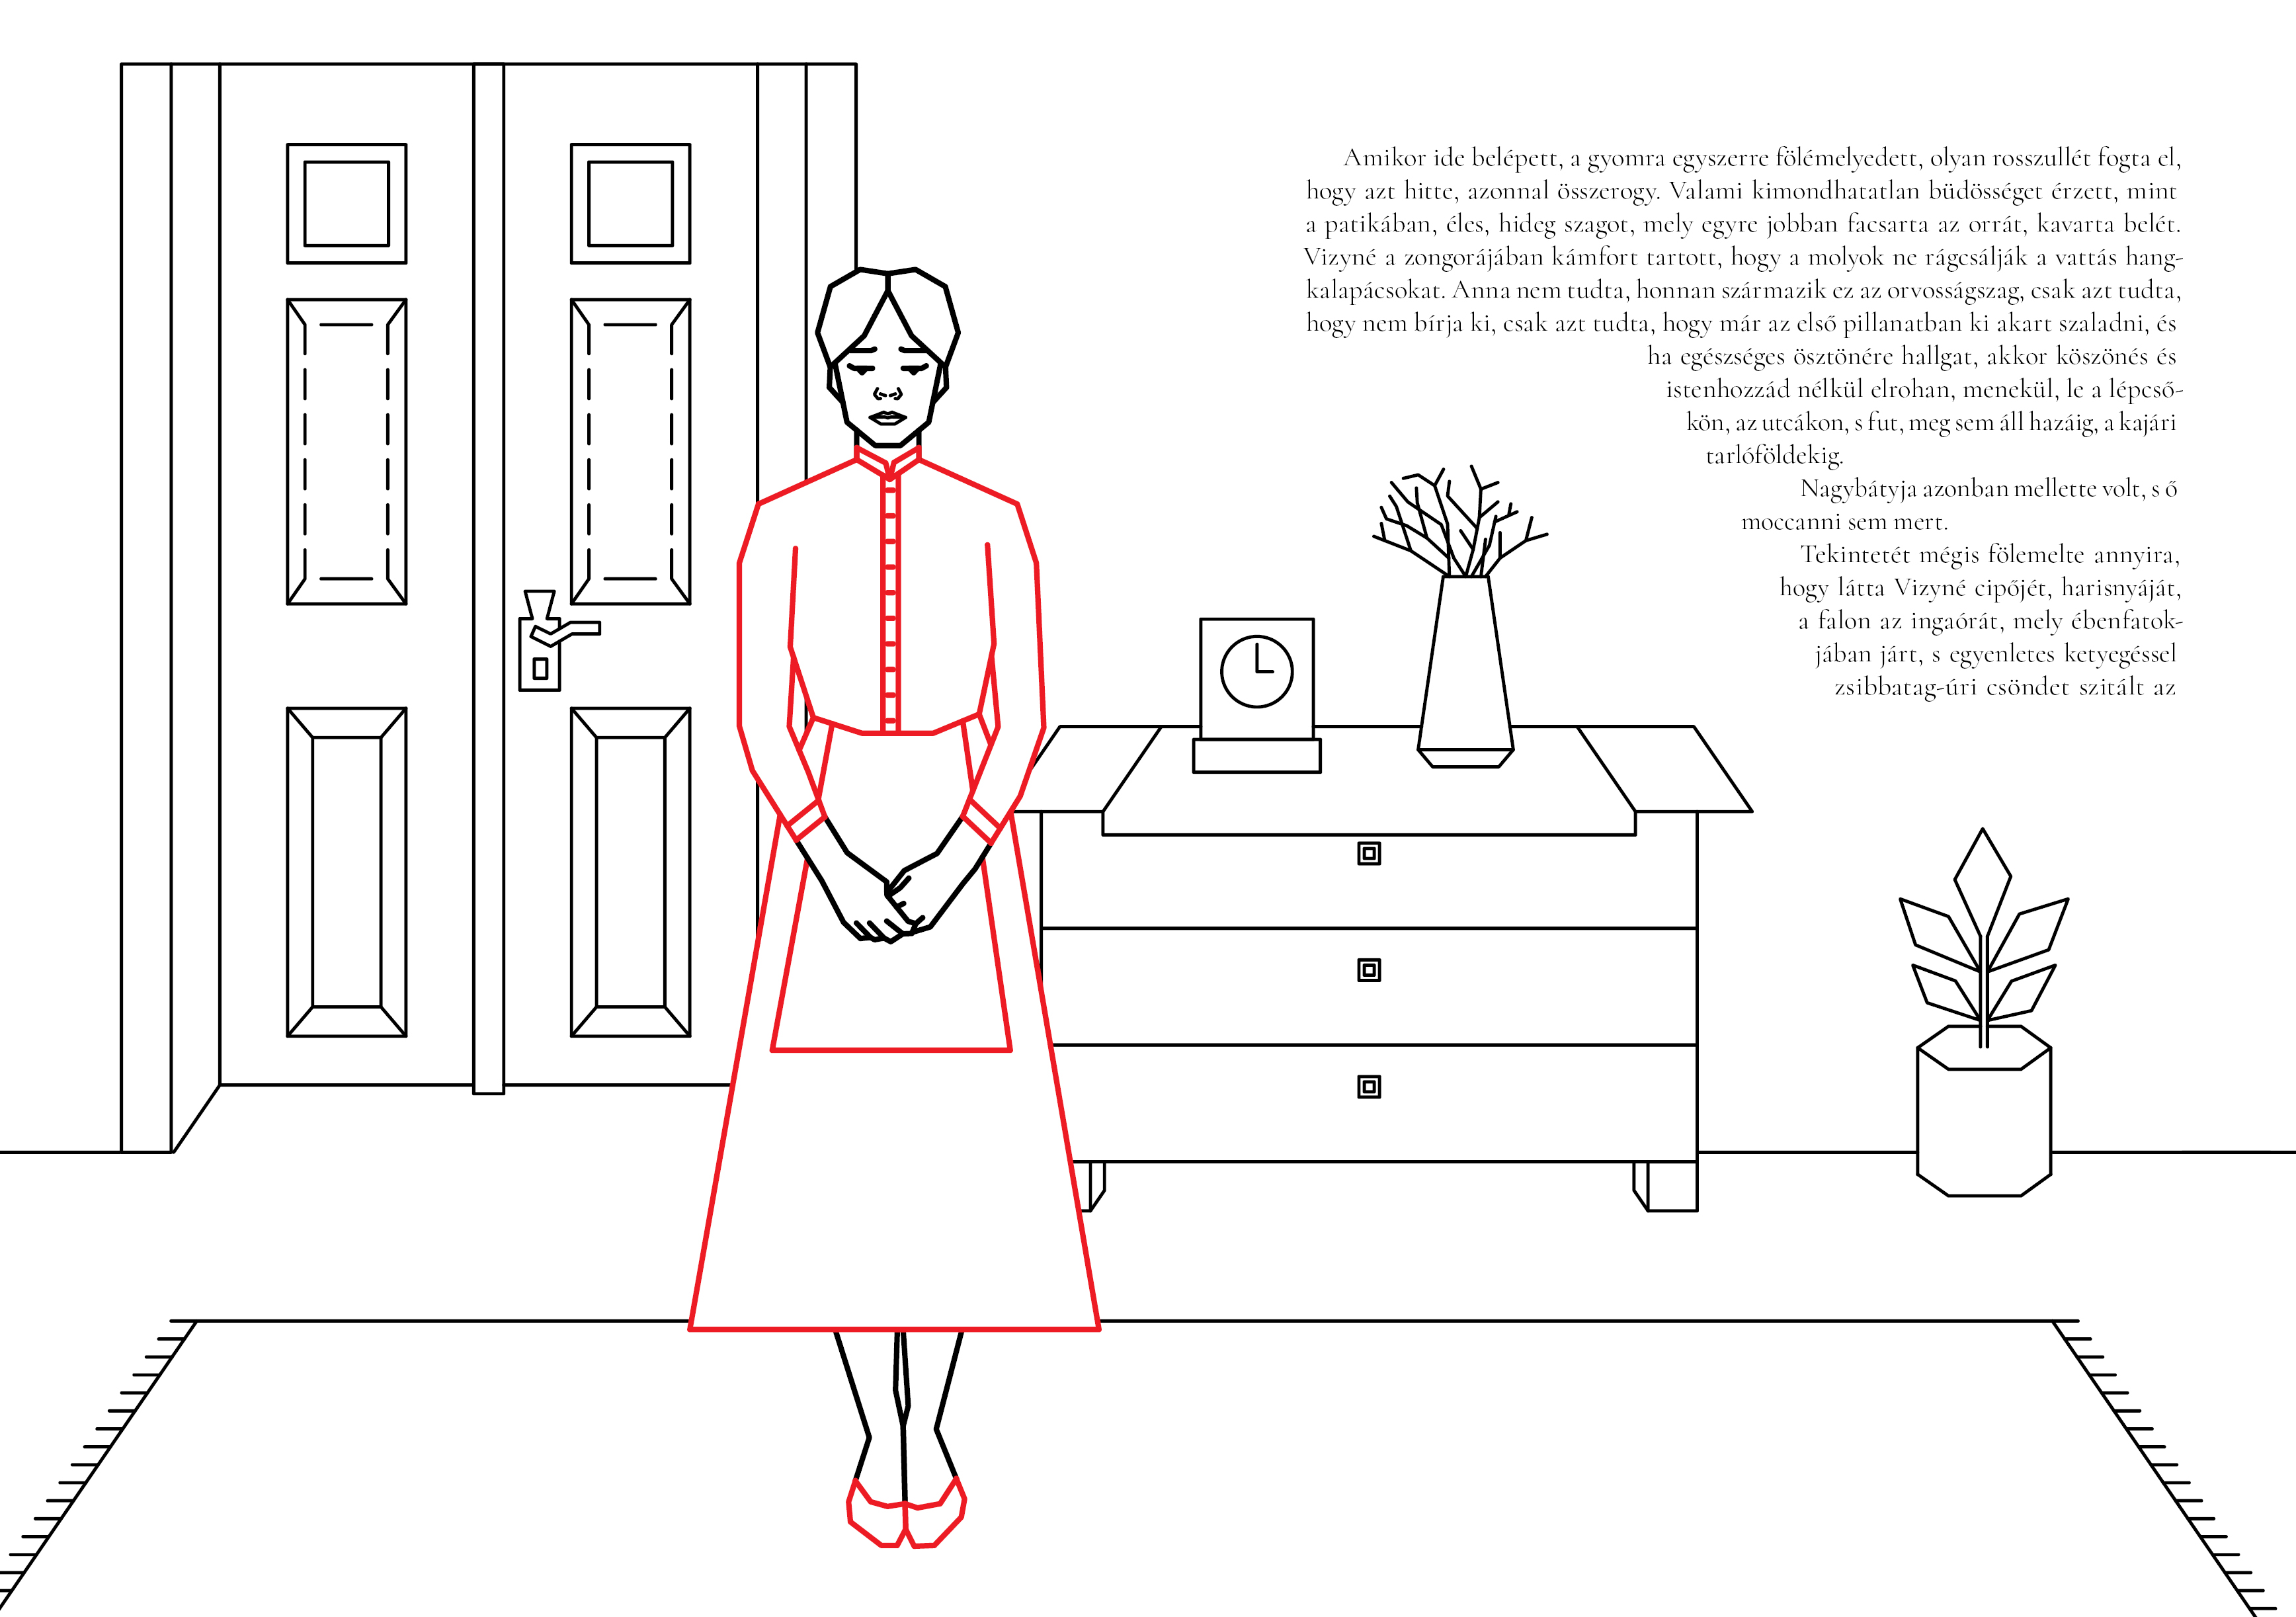 Amikor ide belépett, a gyomra egyszerre fölémelyedett, olyan rosszullét fogta el,
hogy azt hitte, azonnal összerogy. Valami kimondhatatlan büdösséget érzett, mint
a patikában, éles, hideg szagot, mely egyre jobban facsarta az orrát, kavarta belét.
Vizyné a zongorájában kámfort tartott, hogy a molyok ne rágcsálják a vattás hang-
kalapácsokat. Anna nem tudta, honnan származik ez az orvosságszag, csak azt tudta,
hogy nem bírja ki, csak azt tudta, hogy már az első pillanatban ki akart szaladni, és
ha egészséges ösztönére hallgat, akkor köszönés és
istenhozzád nélkül elrohan, menekül, le a lépcső-
kön, az utcákon, s fut, meg sem áll hazáig, a kajári
tarlóföldekig.
Nagybátyja azonban mellette volt, s ő
moccanni sem mert.
Tekintetét mégis fölemelte annyira,
hogy látta Vizyné cipőjét, harisnyáját,
a falon az ingaórát, mely ébenfatok-
jában járt, s egyenletes ketyegéssel
zsibbatag-úri csöndet szitált az